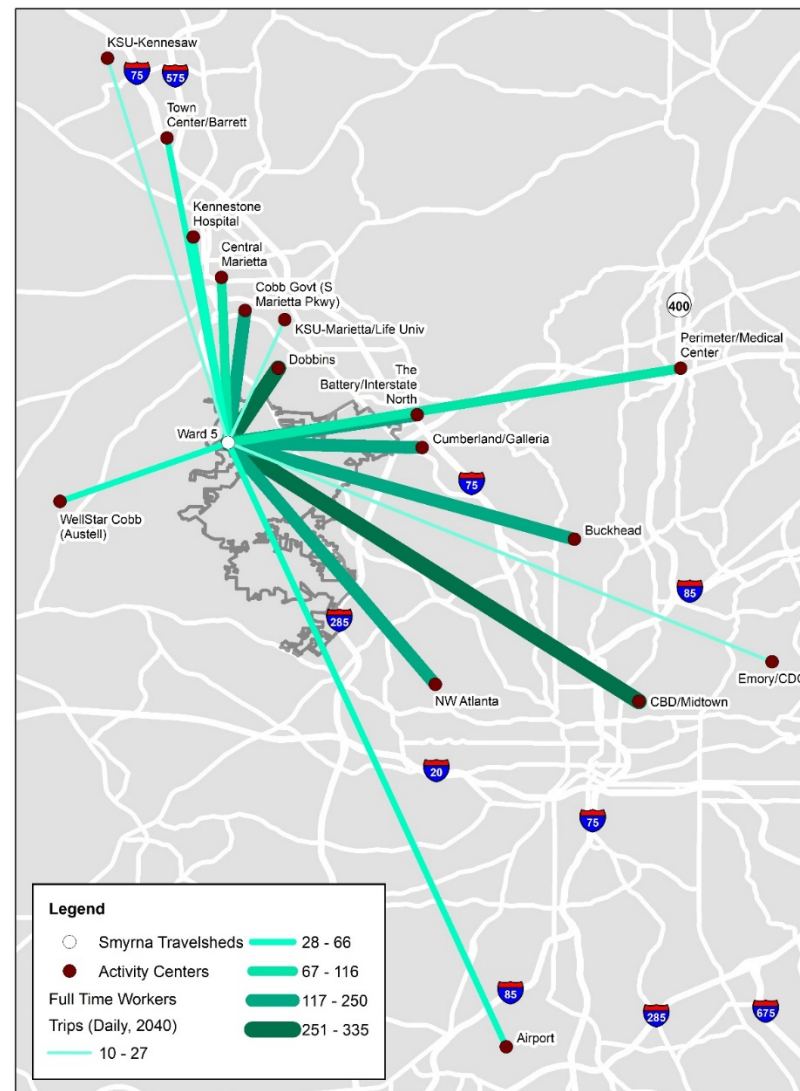 KSU-Kennesaw
75
575
Town
Center/Barrett
Kennestone
Hospital
Central
Marietta
Cobb Govt (S
Marietta Pkwy)
KSU-Marietta/Life Univ
400
Perimeter/Medical
Center
Dobbins
The
Battery/Interstate
North
Ward 5
Cumberland/Galleria
75
WellStar Cobb
(Austell)
Buckhead
85
285
Emory/CDC
NW Atlanta
CBD/Midtown
20
75
Legend
Smyrna Travelsheds
Activity Centers
Full Time Workers
Trips (Daily, 2040)
10 - 27
28 - 66
67 - 116
117 - 250
251 - 335
85
285
675
Airport